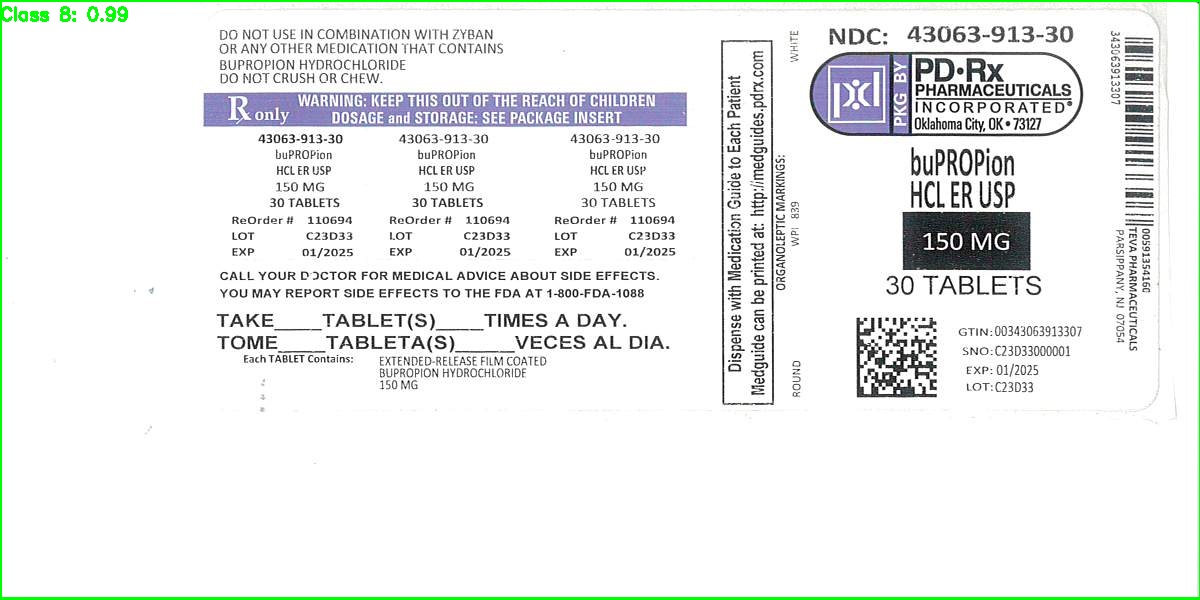 Class 8: 0.99
DO NOT USE IN COMBINATION WITH ZYBAN
OR ANY OTHER MEDICATION THAT CONTAINS
BUPROPION HYDROCHLORIDE
DO NOT CRUSH OR CHEW.
Rx only
WARNING: KEEP THIS OUT OF THE REACH OF CHILDREN
DOSAGE and STORAGE: SEE PACKAGE INSERT
43063-913-30 43063-913-30 43063-913-30
buPROPion buPROPion buPROPion
HCL ER USP HCL ER USP HCL ER USP
150 MG 150 MG 150 MG
30 TABLETS 30 TABLETS 30 TABLETS
ReOrder # 110694 ReOrder # 110694 ReOrder # 110694
LOT C23D33 LOT C23D33 LOT C23D33
EXP 01/2025 EXP 01/2025 EXP 01/2025
CALL YOUR DOCTOR FOR MEDICAL ADVICE ABOUT SIDE EFFECTS.
YOU MAY REPORT SIDE EFFECTS TO THE FDA AT 1-800-FDA-1088
TAKE____TABLET(S)____TIMES A DAY.
TOME____TABLETA(S)_____VECES AL DIA.
Each TABLET Contains: EXTENDED-RELEASE FILM COATED
BUPROPION HYDROCHLORIDE
150 MG
Dispense with Medication Guide to Each Patient
Medguide can be printed at: http://medguides.pdrx.com
ORGANOLEPTIC MARKINGS:
ROUND WPI 839 WHITE
NDC: 43063-913-30
PKG BY
PD•Rx
PHARMACEUTICALS
INCORPORATED®
Oklahoma City, OK • 73127
buPROPion
HCL ER USP
150 MG
30 TABLETS
GTIN: 00343063913307
SNO: C23D33000001
EXP: 01/2025
LOT: C23D33
343063913307
00591354160
TEVA PHARMACEUTICALS
PARSIPPANY, NJ 07054